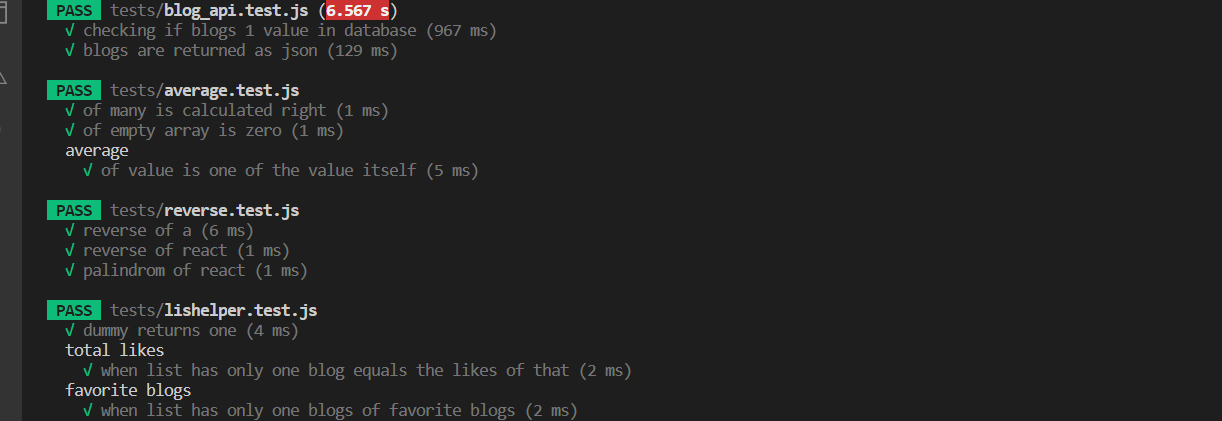 PASS tests/blog_api.test.js (6.567 s)
√ checking if blogs 1 value in database (967 ms)
√ blogs are returned as json (129 ms)
PASS tests/average.test.js
√ of many is calculated right (1 ms)
√ of empty array is zero (1 ms)
average
√ of value is one of the value itself (5 ms)
PASS tests/reverse.test.js
√ reverse of a (6 ms)
√ reverse of react (1 ms)
√ palindrom of react (1 ms)
PASS tests/lishelper.test.js
√ dummy returns one (4 ms)
total likes
√ when list has only one blog equals the likes of that (2 ms)
favorite blogs
√ when list has only one blogs of favorite blogs (2 ms)